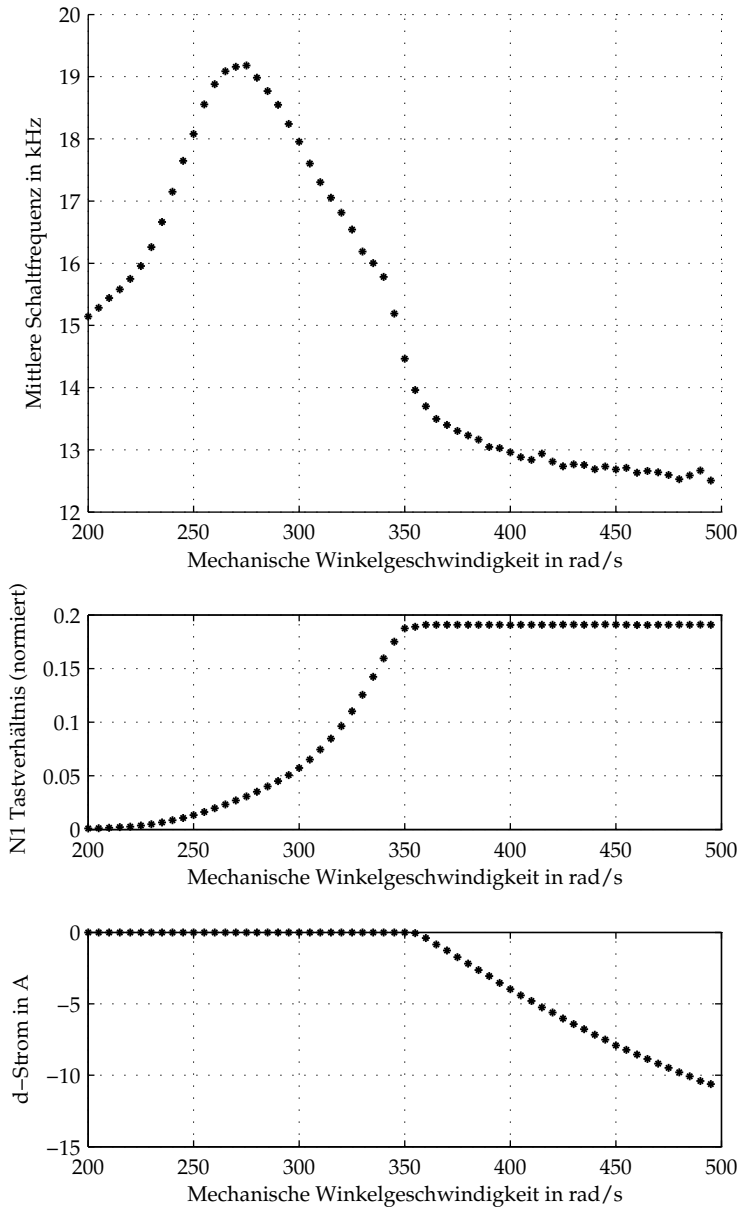 20
19
18
17
16
15
14
13
12
Mittlere Schaltfrequenz in kHz
200 250 300 350 400 450 500
Mechanische Winkelgeschwindigkeit in rad/s
0.2
0.15
0.1
0.05
0
N1 Tastverhältnis (normiert)
200 250 300 350 400 450 500
Mechanische Winkelgeschwindigkeit in rad/s
0
−5
−10
−15
d−Strom in A
200 250 300 350 400 450 500
Mechanische Winkelgeschwindigkeit in rad/s